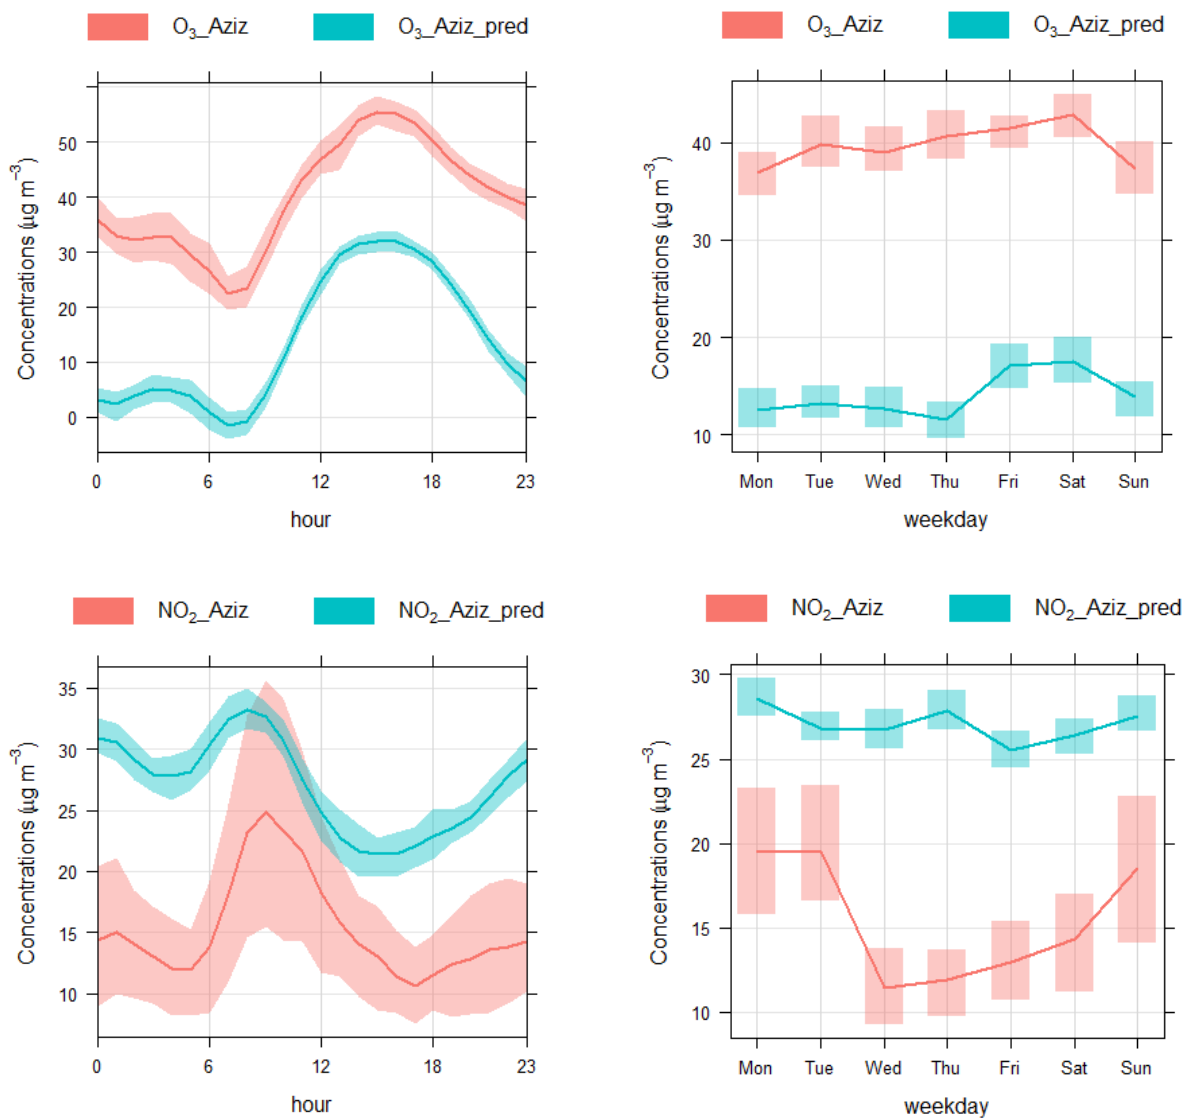 O₃_Aziz O₃_Aziz_pred
Concentrations (µg m⁻³)
50
40
30
20
10
0
0 6 12 18 23
hour
O₃_Aziz O₃_Aziz_pred
Concentrations (µg m⁻³)
40
30
20
10
Mon Tue Wed Thu Fri Sat Sun
weekday
NO₂_Aziz NO₂_Aziz_pred
Concentrations (µg m⁻³)
35
30
25
20
15
10
0 6 12 18 23
hour
NO₂_Aziz NO₂_Aziz_pred
Concentrations (µg m⁻³)
30
25
20
15
10
Mon Tue Wed Thu Fri Sat Sun
weekday